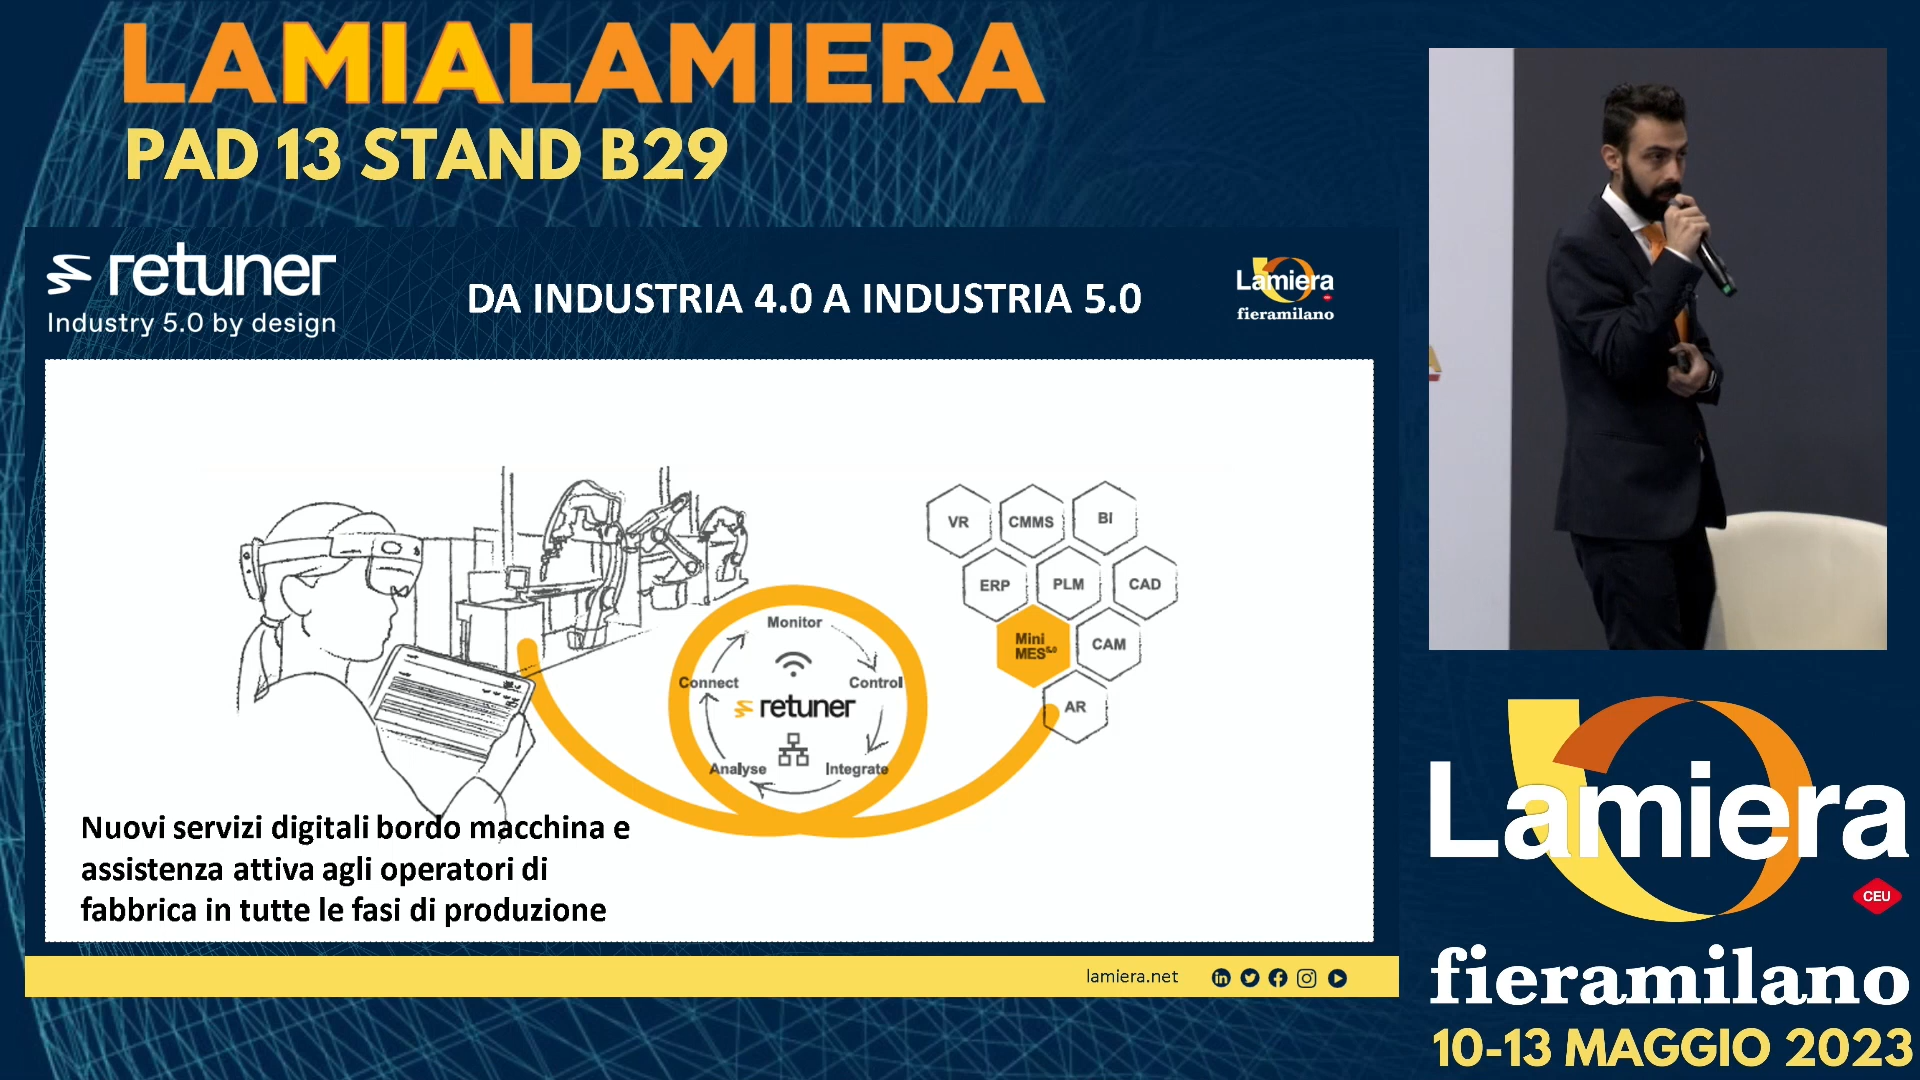 LAMIALAMIERA
PAD 13 STAND B29
retuner
Industry 5.0 by design
DA INDUSTRIA 4.0 A INDUSTRIA 5.0
Lamiera
fieramilano
VR
CMMS
BI
ERP
PLM
CAD
Mini
MES5.0
CAM
AR
Monitor
Connect
Control
retuner
Analyse
Integrate
Nuovi servizi digitali bordo macchina e
assistenza attiva agli operatori di
fabbrica in tutte le fasi di produzione
lamiera.net
Lamiera
CEU
fieramilano
10-13 MAGGIO 2023